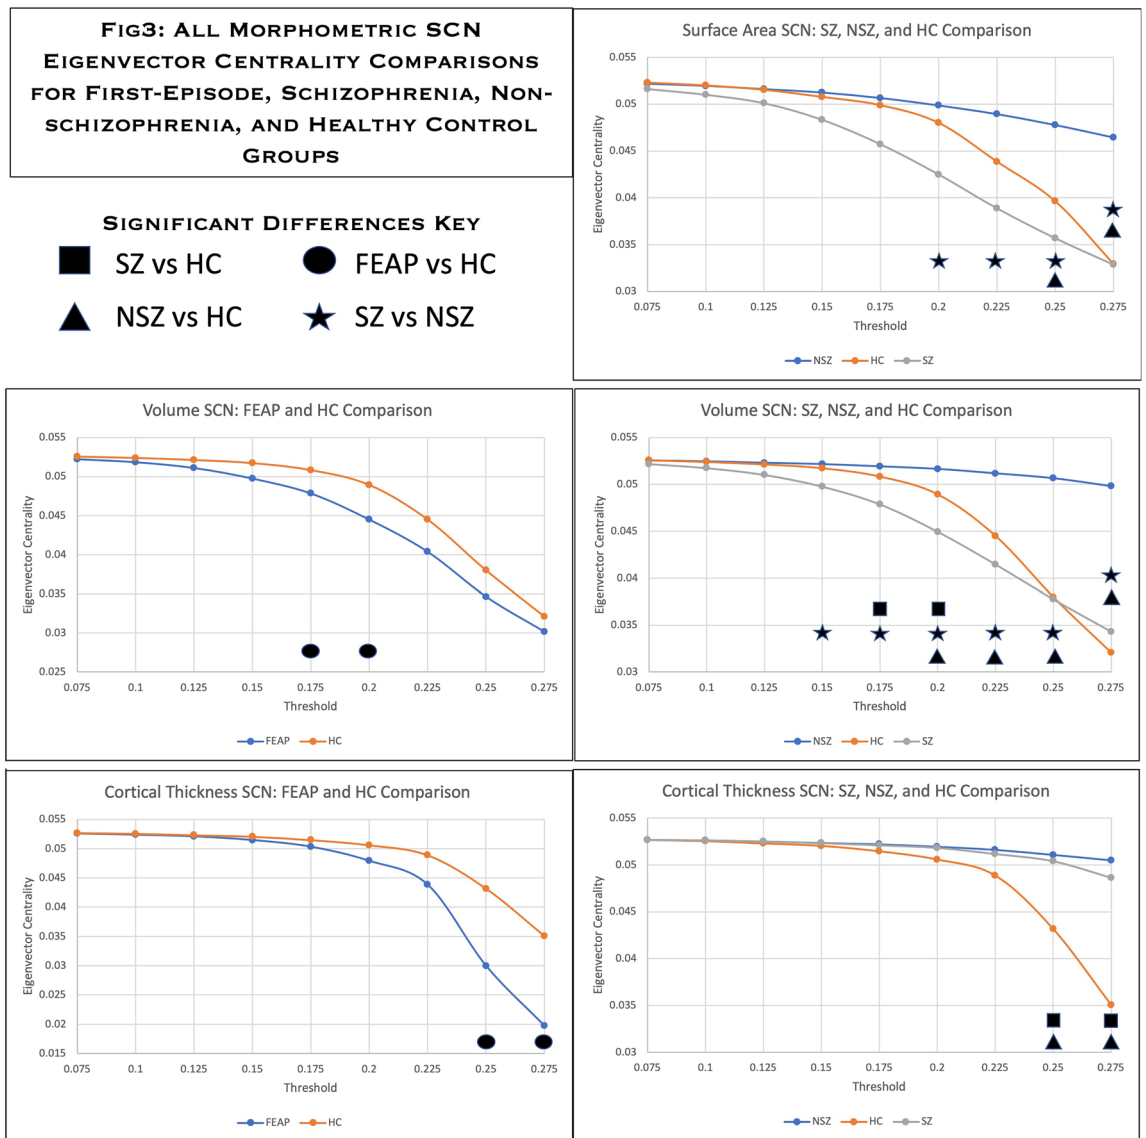 Fig3: All Morphometric SCN
Eigenvector Centrality Comparisons
for First-Episode, Schizophrenia, Non-
schizophrenia, and Healthy Control
Groups
Significant Differences Key
SZ vs HC
FEAP vs HC
NSZ vs HC
SZ vs NSZ
Surface Area SCN: SZ, NSZ, and HC Comparison
0.055
0.05
0.045
0.04
0.035
0.03
Eigenvector Centrality
0.075 0.1 0.125 0.15 0.175 0.2 0.225 0.25 0.275
Threshold
NSZ HC SZ
Volume SCN: FEAP and HC Comparison
0.055
0.05
0.045
0.04
0.035
0.03
0.025
Eigenvector Centrality
0.075 0.1 0.125 0.15 0.175 0.2 0.225 0.25 0.275
Threshold
FEAP HC
Volume SCN: SZ, NSZ, and HC Comparison
0.055
0.05
0.045
0.04
0.035
0.03
Eigenvector Centrality
0.075 0.1 0.125 0.15 0.175 0.2 0.225 0.25 0.275
Threshold
NSZ HC SZ
Cortical Thickness SCN: FEAP and HC Comparison
0.055
0.05
0.045
0.04
0.035
0.03
0.02
0.015
Eigenvector Centrality
0.075 0.1 0.125 0.15 0.175 0.2 0.225 0.25 0.275
Threshold
FEAP HC
Cortical Thickness SCN: SZ, NSZ, and HC Comparison
0.055
0.05
0.045
0.04
0.035
0.03
Eigenvector Centrality
0.075 0.1 0.125 0.15 0.175 0.2 0.225 0.25 0.275
Threshold
NSZ HC SZ